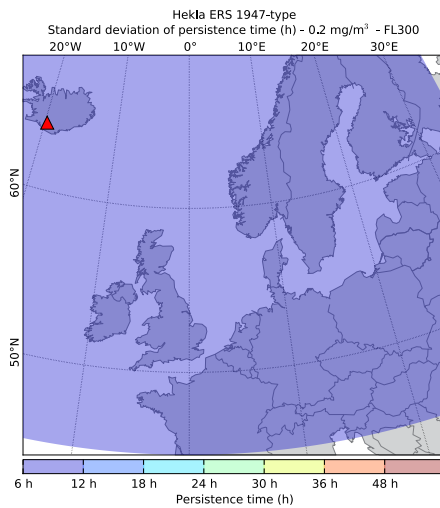 Hekla ERS 1947-type
Standard deviation of persistence time (h) - 0.2 mg/m³ - FL300
20°W 10°W 0° 10°E 20°E 30°E
60°N
50°N
6 h 12 h 18 h 24 h 30 h 36 h 48 h
Persistence time (h)